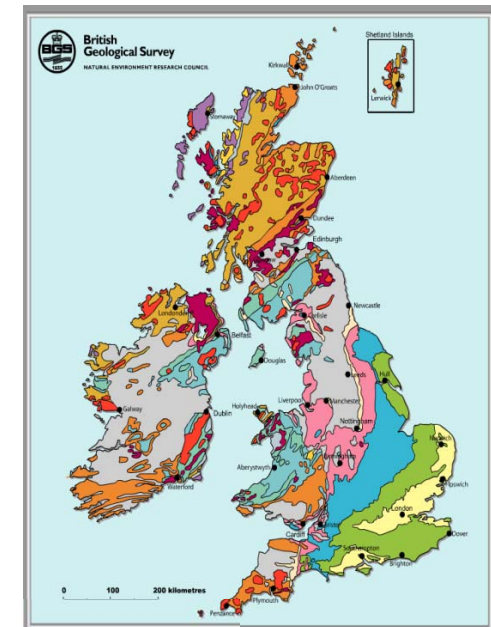 British
Geological Survey
NATURAL ENVIRONMENT RESEARCH COUNCIL
BGS
1835
Shetland Islands
Lerwick
Kirkwall
John O'Groats
Stornoway
Aberdeen
Dundee
Edinburgh
Newcastle
Carlisle
Londonderry
Belfast
Douglas
Leeds
Hull
Galway
Dublin
Holyhead
Liverpool
Manchester
Nottingham
Norwich
Birmingham
Aberystwyth
Waterford
Ipswich
London
Cardiff
Bristol
Dover
Southampton
Brighton
Plymouth
Penzance
0 100 200 kilometres